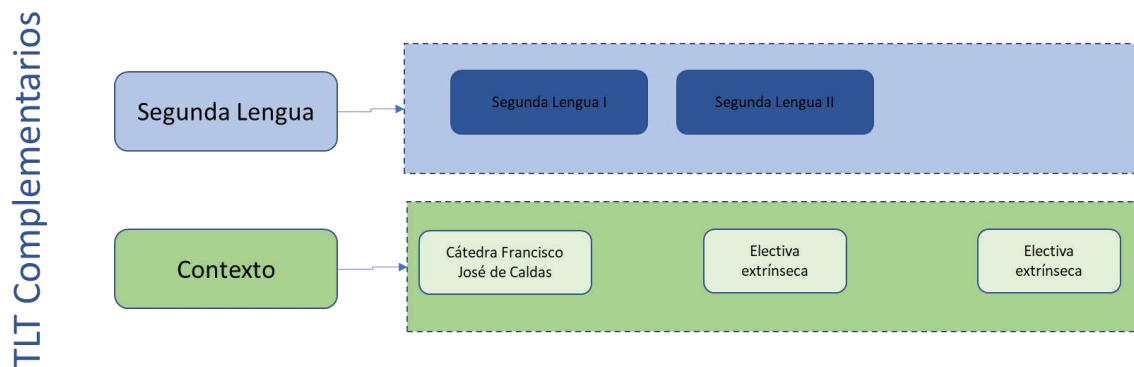 TLT Complementarios
Segunda Lengua
Segunda Lengua I
Segunda Lengua II
Contexto
Cátedra Francisco
José de Caldas
Electiva
extrínseca
Electiva
extrínseca